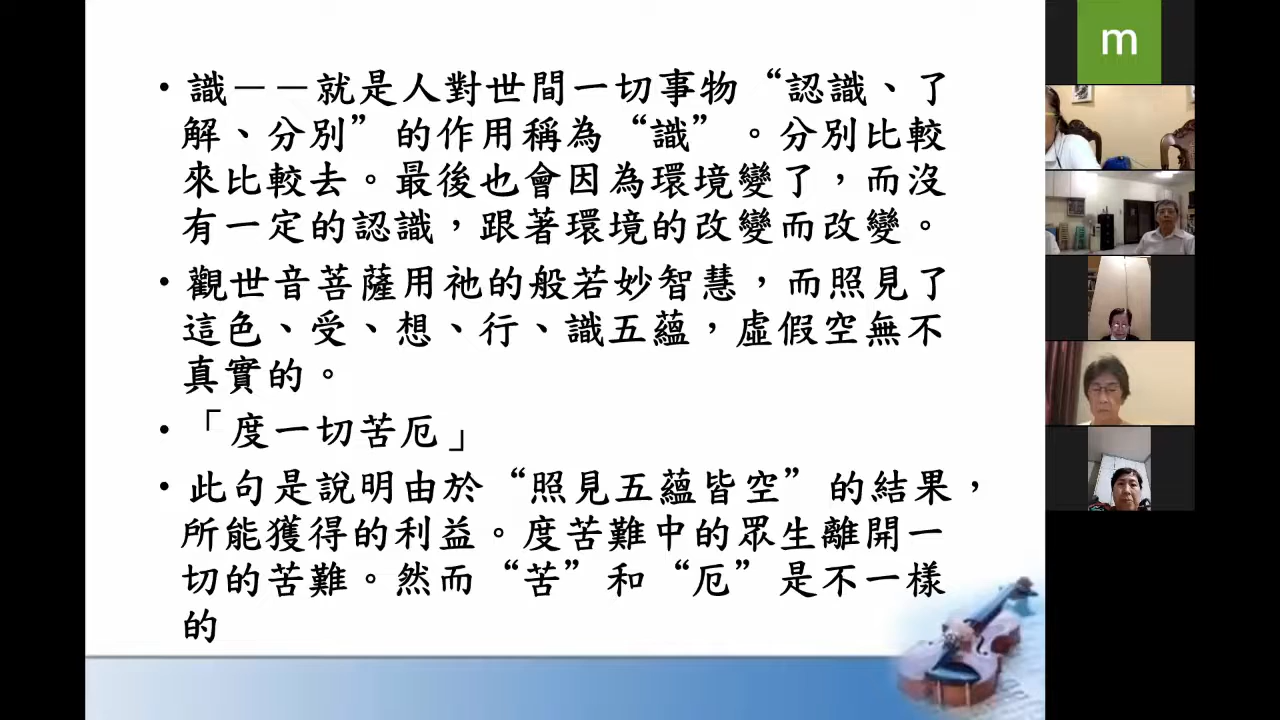 • 識－－就是人對世間一切事物“認識、了
解、分別”的作用稱為“識”。分別比較
來比較去。最後也會因為環境變了，而沒
有一定的認識，跟著環境的改變而改變。
• 觀世音菩薩用祂的般若妙智慧，而照見了
這色、受、想、行、識五蘊，虛假空無不
真實的。
• 「度一切苦厄」
• 此句是說明由於“照見五蘊皆空”的結果，
所能獲得的利益。度苦難中的眾生離開一
切的苦難。然而“苦”和“厄”是不一樣
的
m